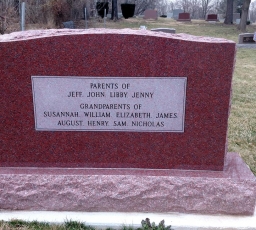 PARENTS OF
JEFF, JOHN, LIBBY, JENNY
GRANDPARENTS OF
SUSANNAH, WILLIAM, ELIZABETH, JAMES,
AUGUST, HENRY, SAM, NICHOLAS